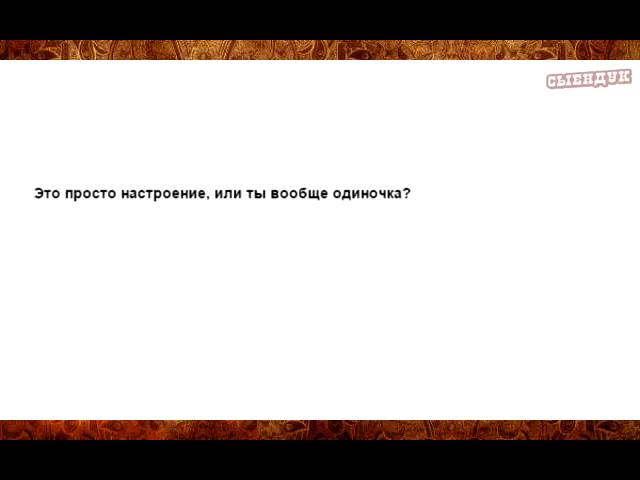 СЫЕНДУК
Это просто настроение, или ты вообще одиночка?